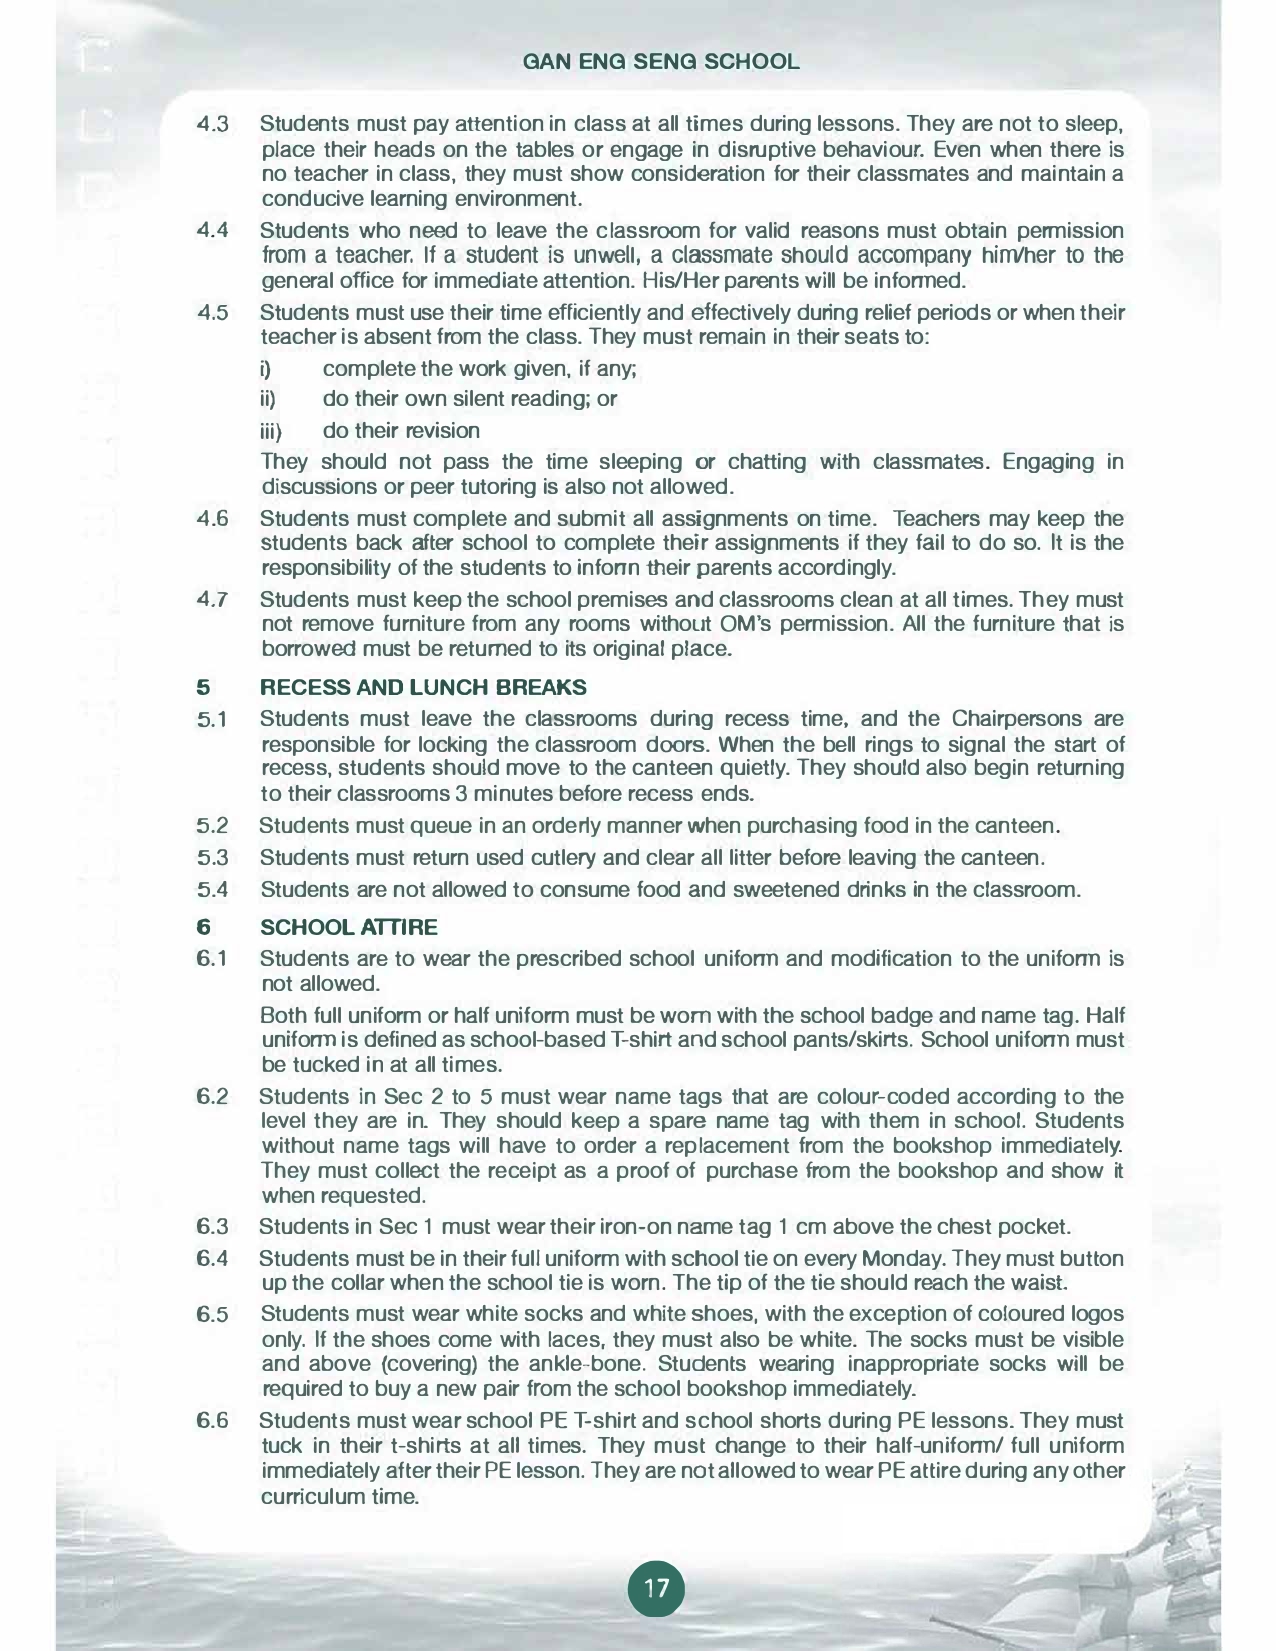 GAN ENG SENG SCHOOL
4.3 Students must pay attention in class at all times during lessons. They are not to sleep,
place their heads on the tables or engage in disruptive behaviour. Even when there is
no teacher in class, they must show consideration for their classmates and maintain a
conducive learning environment.
4.4 Students who need to leave the classroom for valid reasons must obtain permission
from a teacher. If a student is unwell, a classmate should accompany him/her to the
general office for immediate attention. His/Her parents will be informed.
4.5 Students must use their time efficiently and effectively during relief periods or when their
teacher is absent from the class. They must remain in their seats to:
i) complete the work given, if any;
ii) do their own silent reading; or
iii) do their revision
They should not pass the time sleeping or chatting with classmates. Engaging in
discussions or peer tutoring is also not allowed.
4.6 Students must complete and submit all assignments on time. Teachers may keep the
students back after school to complete their assignments if they fail to do so. It is the
responsibility of the students to inform their parents accordingly.
4.7 Students must keep the school premises and classrooms clean at all times. They must
not remove furniture from any rooms without OM's permission. All the furniture that is
borrowed must be returned to its original place.
5 RECESS AND LUNCH BREAKS
5.1 Students must leave the classrooms during recess time, and the Chairpersons are
responsible for locking the classroom doors. When the bell rings to signal the start of
recess, students should move to the canteen quietly. They should also begin returning
to their classrooms 3 minutes before recess ends.
5.2 Students must queue in an orderly manner when purchasing food in the canteen.
5.3 Students must return used cutlery and clear all litter before leaving the canteen.
5.4 Students are not allowed to consume food and sweetened drinks in the classroom.
6 SCHOOL ATTIRE
6.1 Students are to wear the prescribed school uniform and modification to the uniform is
not allowed.
Both full uniform or half uniform must be worn with the school badge and name tag. Half
uniform is defined as school-based T-shirt and school pants/skirts. School uniform must
be tucked in at all times.
6.2 Students in Sec 2 to 5 must wear name tags that are colour-coded according to the
level they are in. They should keep a spare name tag with them in school. Students
without name tags will have to order a replacement from the bookshop immediately.
They must collect the receipt as a proof of purchase from the bookshop and show it
when requested.
6.3 Students in Sec 1 must wear their iron-on name tag 1 cm above the chest pocket.
6.4 Students must be in their full uniform with school tie on every Monday. They must button
up the collar when the school tie is worn. The tip of the tie should reach the waist.
6.5 Students must wear white socks and white shoes, with the exception of coloured logos
only. If the shoes come with laces, they must also be white. The socks must be visible
and above (covering) the ankle-bone. Students wearing inappropriate socks will be
required to buy a new pair from the school bookshop immediately.
6.6 Students must wear school PE T-shirt and school shorts during PE lessons. They must
tuck in their t-shirts at all times. They must change to their half-uniform/ full uniform
immediately after their PE lesson. They are not allowed to wear PE attire during any other
curriculum time.
17